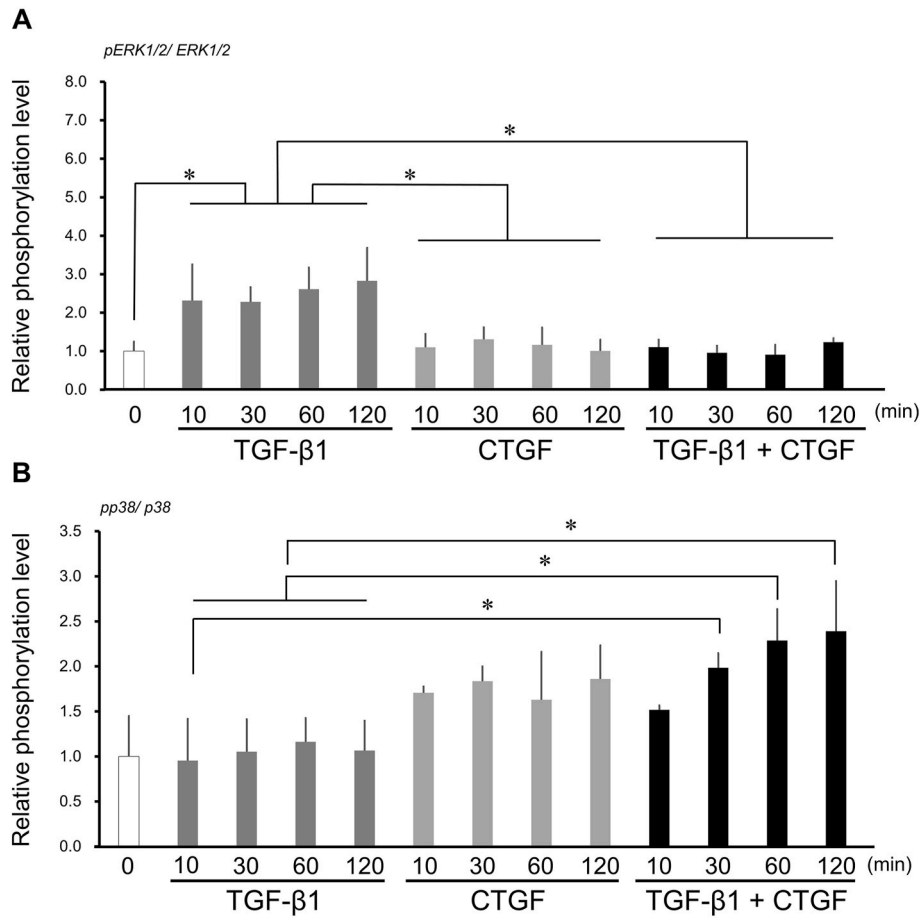 A
pERK1/2/ ERK1/2
Relative phosphorylation level
8.0
7.0
6.0
5.0
4.0
3.0
2.0
1.0
0.0
*
*
*
0 10 30 60 120 10 30 60 120 10 30 60 120 (min)
TGF-β1 CTGF TGF-β1 + CTGF
B
pp38/ p38
Relative phosphorylation level
3.5
3.0
2.5
2.0
1.5
1.0
0.5
0.0
*
*
*
0 10 30 60 120 10 30 60 120 10 30 60 120 (min)
TGF-β1 CTGF TGF-β1 + CTGF